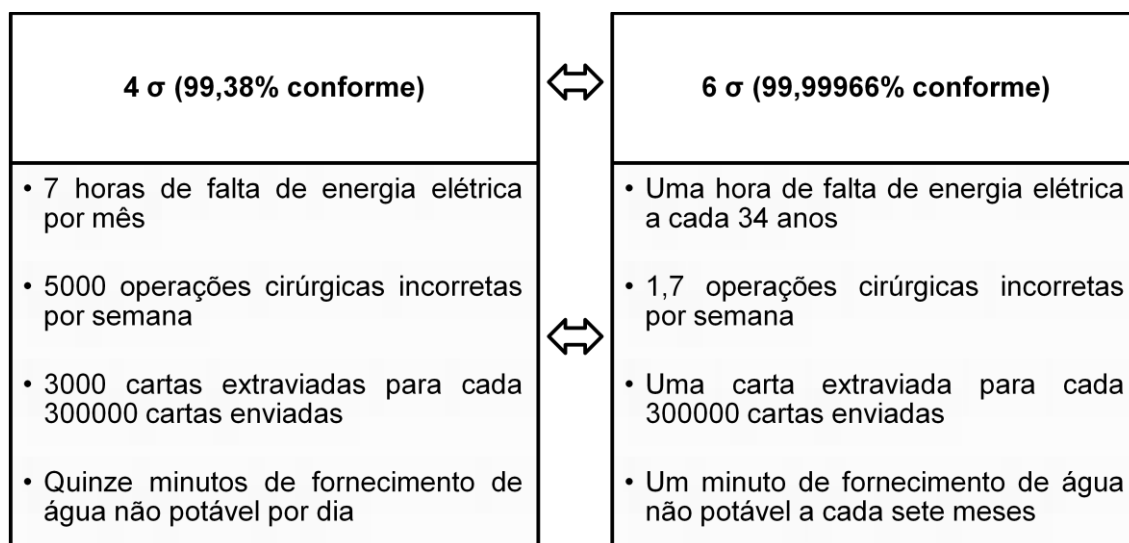 4 σ (99,38% conforme)
6 σ (99,99966% conforme)
• 7 horas de falta de energia elétrica
por mês
• 5000 operações cirúrgicas incorretas
por semana
• 3000 cartas extraviadas para cada
300000 cartas enviadas
• Quinze minutos de fornecimento de
água não potável por dia
• Uma hora de falta de energia elétrica
a cada 34 anos
• 1,7 operações cirúrgicas incorretas
por semana
• Uma carta extraviada para cada
300000 cartas enviadas
• Um minuto de fornecimento de água
não potável a cada sete meses